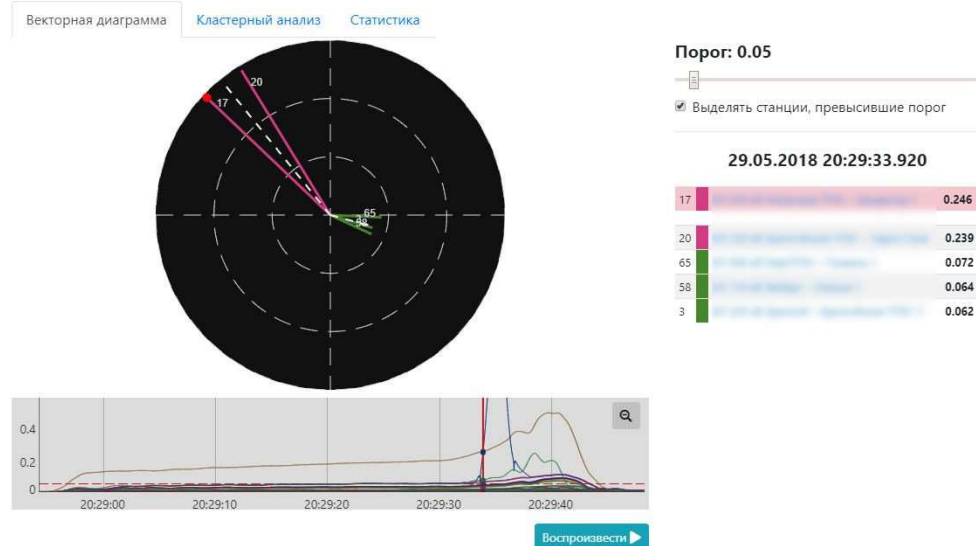 Векторная диаграмма Кластерный анализ Статистика
Порог: 0.05
Выделять станции, превысившие порог
29.05.2018 20:29:33.920
17 0.246
20 0.239
65 0.072
58 0.064
3 0.062
20
17
65
0.4
0.2
0
20:29:00 20:29:10 20:29:20 20:29:30 20:29:40
Воспроизвести